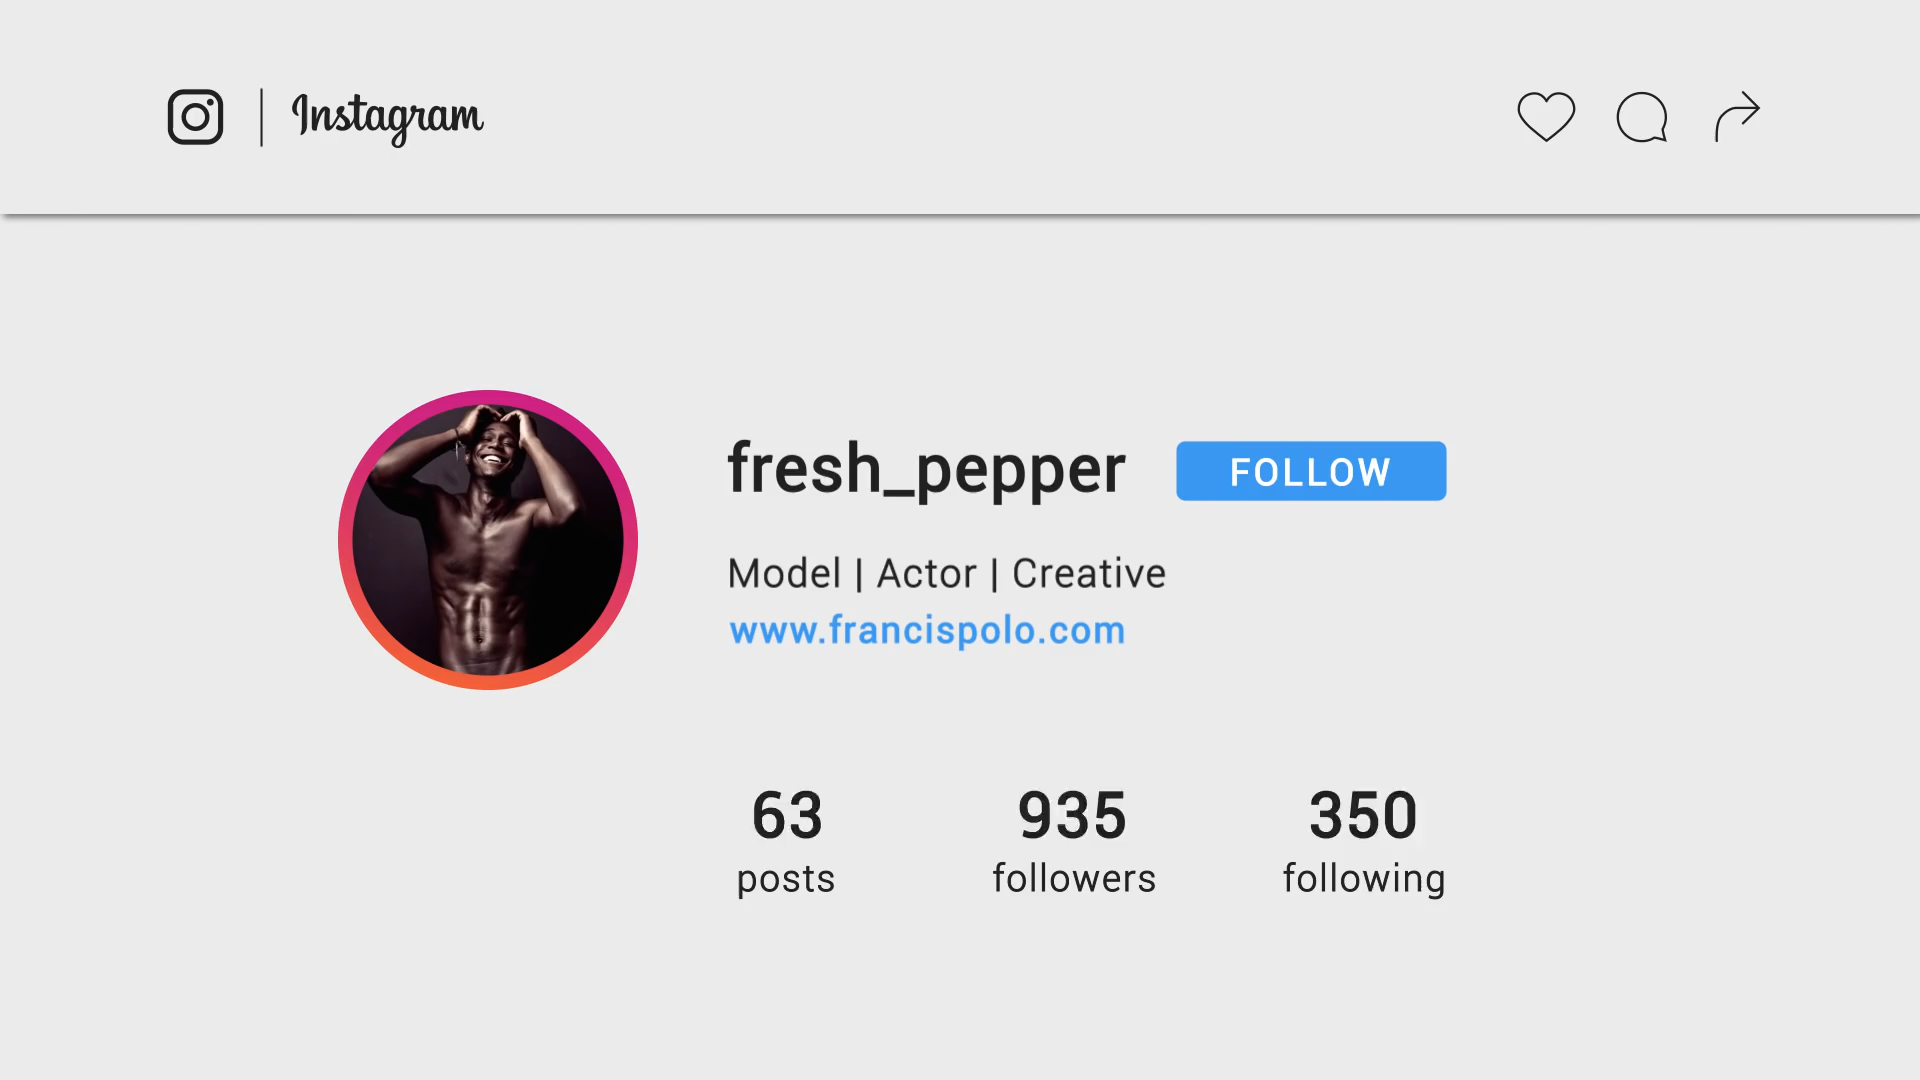 Instagram
fresh_pepper
FOLLOW
Model | Actor | Creative
www.francispolo.com
63
posts
935
followers
350
following